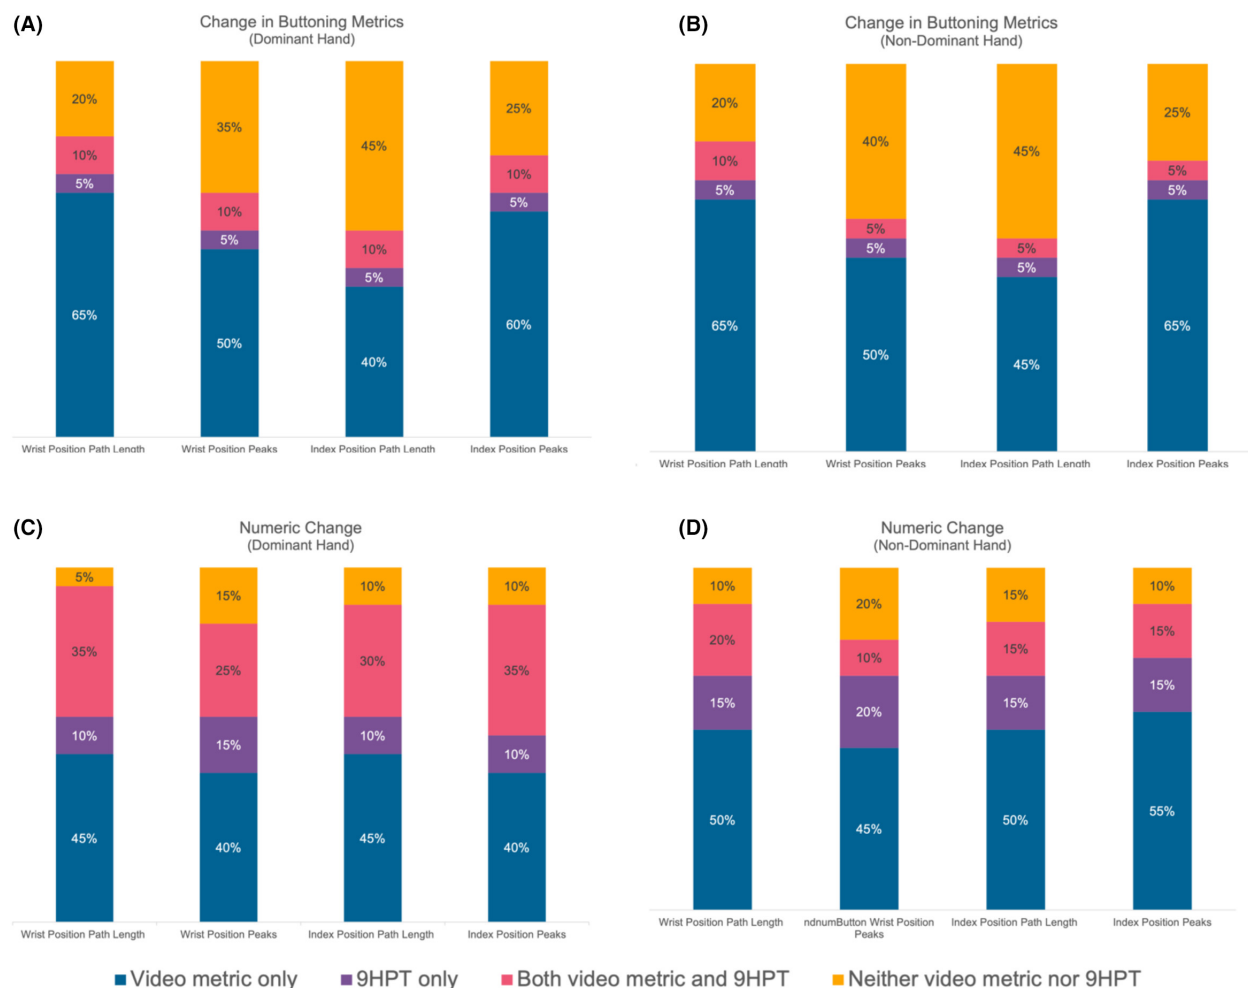 (A)
Change in Buttoning Metrics
(Dominant Hand)
20%
35%
45%
25%
10%
10%
10%
10%
5%
5%
5%
5%
65%
50%
40%
60%
Wrist Position Path Length
Wrist Position Peaks
Index Position Path Length
Index Position Peaks
(B)
Change in Buttoning Metrics
(Non-Dominant Hand)
20%
40%
45%
25%
10%
5%
5%
5%
5%
5%
5%
5%
65%
50%
45%
65%
Wrist Position Path Length
Wrist Position Peaks
Index Position Path Length
Index Position Peaks
(C)
Numeric Change
(Dominant Hand)
5%
15%
10%
10%
35%
25%
30%
35%
10%
15%
10%
10%
45%
40%
45%
40%
Wrist Position Path Length
Wrist Position Peaks
Index Position Path Length
Index Position Peaks
(D)
Numeric Change
(Non-Dominant Hand)
10%
20%
15%
10%
20%
10%
15%
15%
15%
20%
15%
15%
50%
45%
50%
55%
Wrist Position Path Length
ndnumButton Wrist Position
Peaks
Index Position Path Length
Index Position Peaks
Video metric only
9HPT only
Both video metric and 9HPT
Neither video metric nor 9HPT